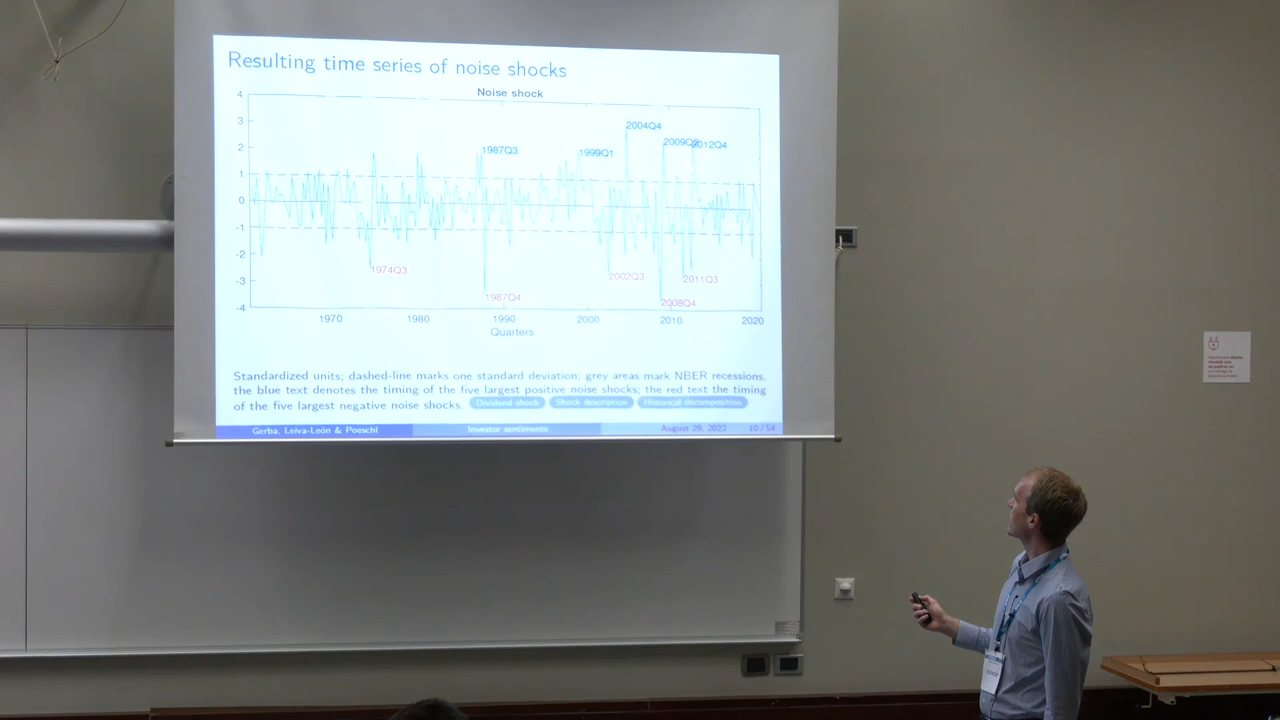 Resulting time series of noise shocks
Noise shock
4
3
2
1
0
-1
-2
-3
-4
2004Q4
2009Q2
2012Q4
1987Q3
1999Q1
1974Q3
2002Q3
2011Q3
1987Q4
2008Q4
1970
1980
1990
2000
2010
2020
Quarters
Standardized units; dashed-line marks one standard deviation; grey areas mark NBER recessions,
the blue text denotes the timing of the five largest positive noise shocks; the red text the timing
of the five largest negative noise shocks.
Dividend shock
Shock description
Historical decomposition
Gerba, Leiva-León & Poeschl
Investor sentiments
August 29, 2022
10 / 54